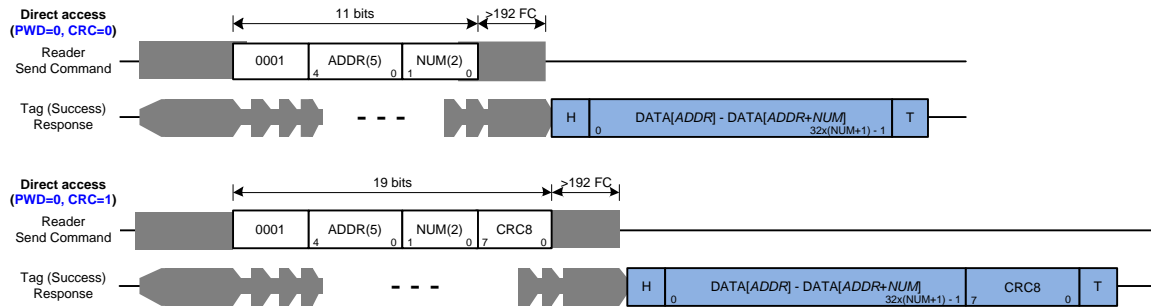 Direct access
(PWD=0, CRC=0)
11 bits
>192 FC
Reader
Send Command
0001
ADDR(5)
4 0
NUM(2)
1 0
Tag (Success)
Response
- - -
H
DATA[ADDR] - DATA[ADDR+NUM]
0 32x(NUM+1) - 1
T
Direct access
(PWD=0, CRC=1)
19 bits
>192 FC
Reader
Send Command
0001
ADDR(5)
4 0
NUM(2)
1 0
CRC8
7 0
Tag (Success)
Response
- - -
H
DATA[ADDR] - DATA[ADDR+NUM]
0 32x(NUM+1) - 1
CRC8
7 0
T